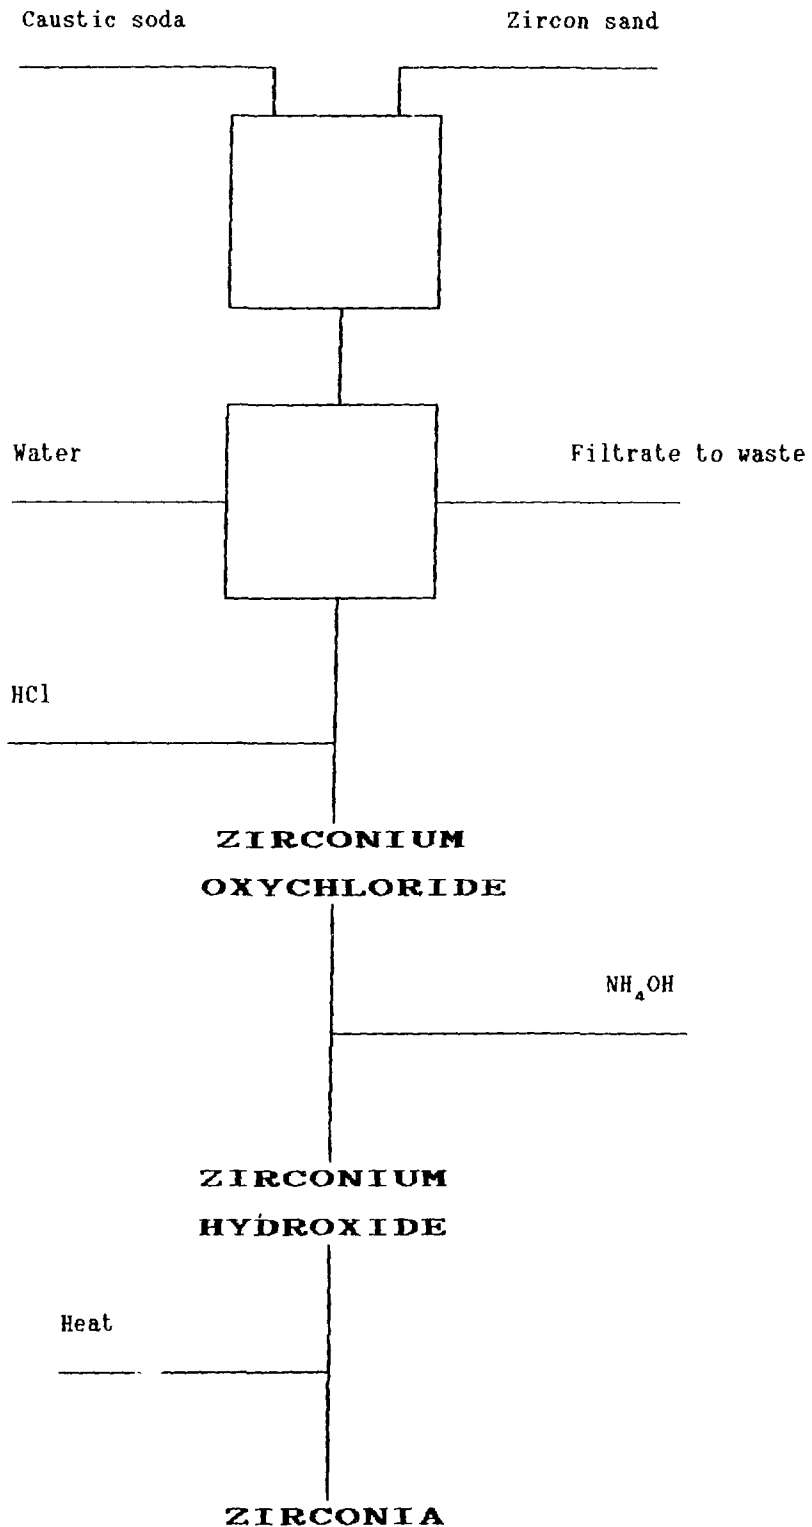 Caustic soda
Zircon sand
Water
Filtrate to waste
HCl
ZIRCONIUM
OXYCHLORIDE
NH₄OH
ZIRCONIUM
HYDROXIDE
Heat
ZIRCONIA